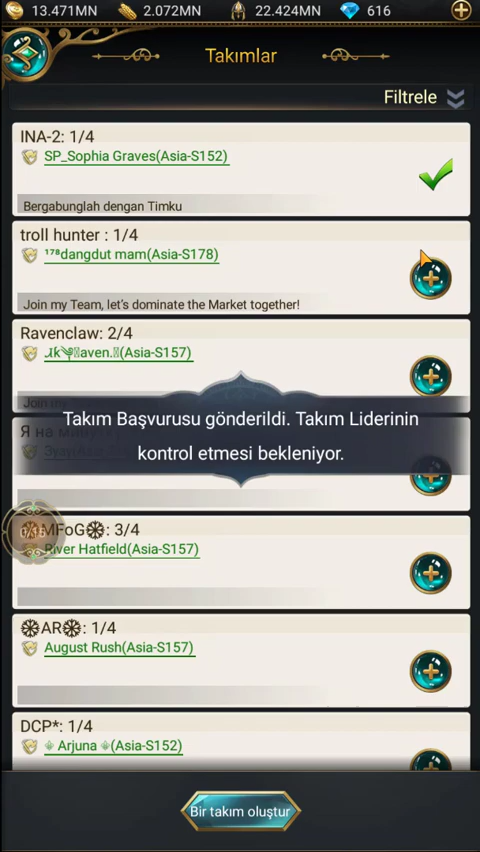 13.471MN 2.072MN 22.424MN 616
Takımlar
Filtrele
INA-2: 1/4
SP_Sophia Graves(Asia-S152)
Bergabunglah dengan Timku
troll hunter : 1/4
¹⁷⁸dangdut mam(Asia-S178)
Join my Team, let's dominate the Market together!
Ravenclaw: 2/4
aven.(Asia-S157)
Join
Takım Başvurusu gönderildi. Takım Liderinin
kontrol etmesi bekleniyor.
Я на
MFoG❆: 3/4
River Hatfield(Asia-S157)
❆AR❆: 1/4
August Rush(Asia-S157)
DCP*: 1/4
Arjuna (Asia-S152)
Bir takım oluştur